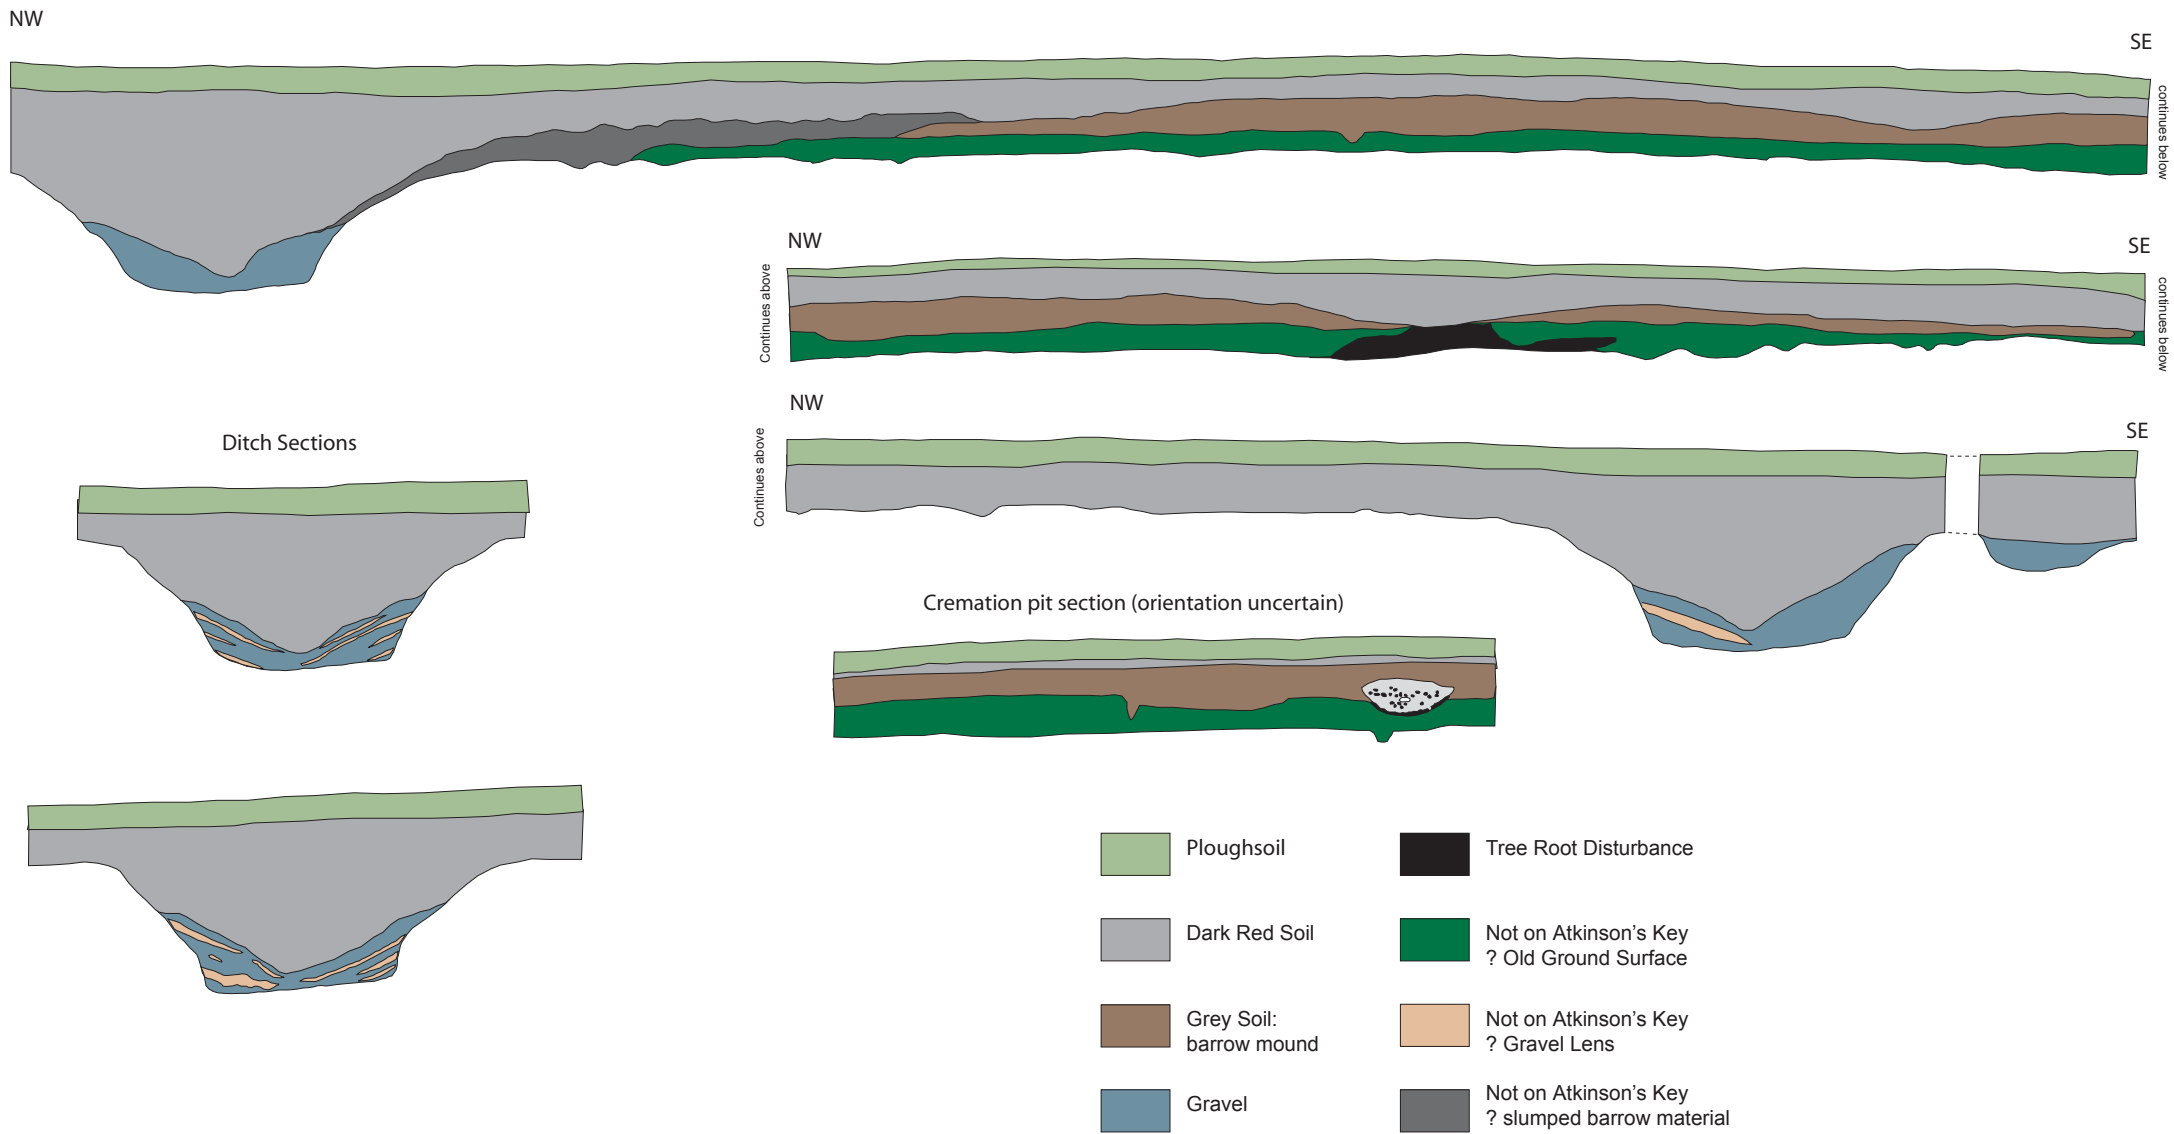 NW
SE
continues below
NW
SE
Continues above
continues below
NW
SE
Continues above
Ditch Sections
Cremation pit section (orientation uncertain)
Ploughsoil
Dark Red Soil
Grey Soil:
barrow mound
Gravel
Tree Root Disturbance
Not on Atkinson's Key
? Old Ground Surface
Not on Atkinson's Key
? Gravel Lens
Not on Atkinson's Key
? slumped barrow material